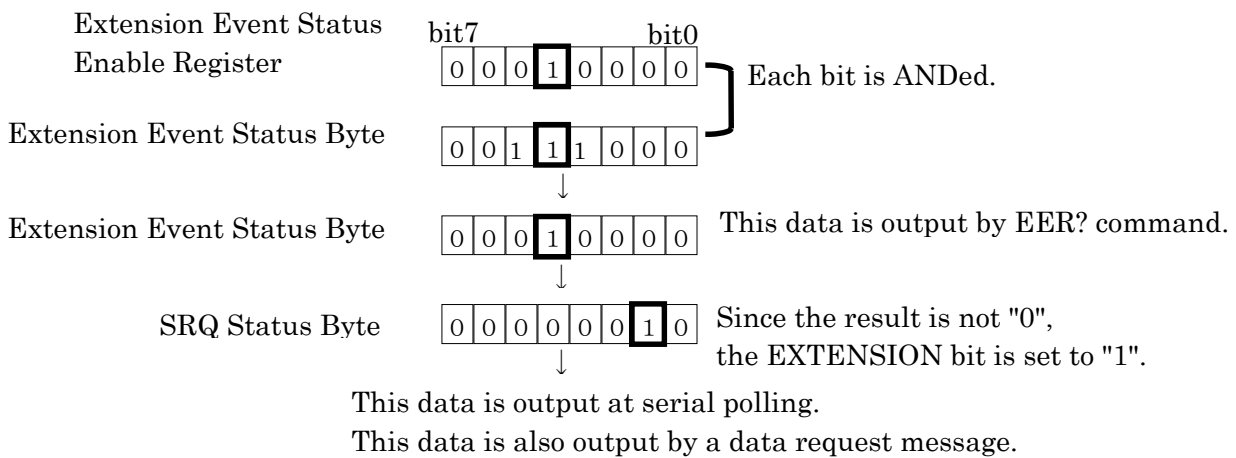 Extension Event Status
Enable Register
bit7 bit0
0 0 0 1 0 0 0 0
Each bit is ANDed.
Extension Event Status Byte
0 0 1 1 1 0 0 0
↓
Extension Event Status Byte
0 0 0 1 0 0 0 0
This data is output by EER? command.
↓
SRQ Status Byte
0 0 0 0 0 0 1 0
Since the result is not "0",
the EXTENSION bit is set to "1".
↓
This data is output at serial polling.
This data is also output by a data request message.